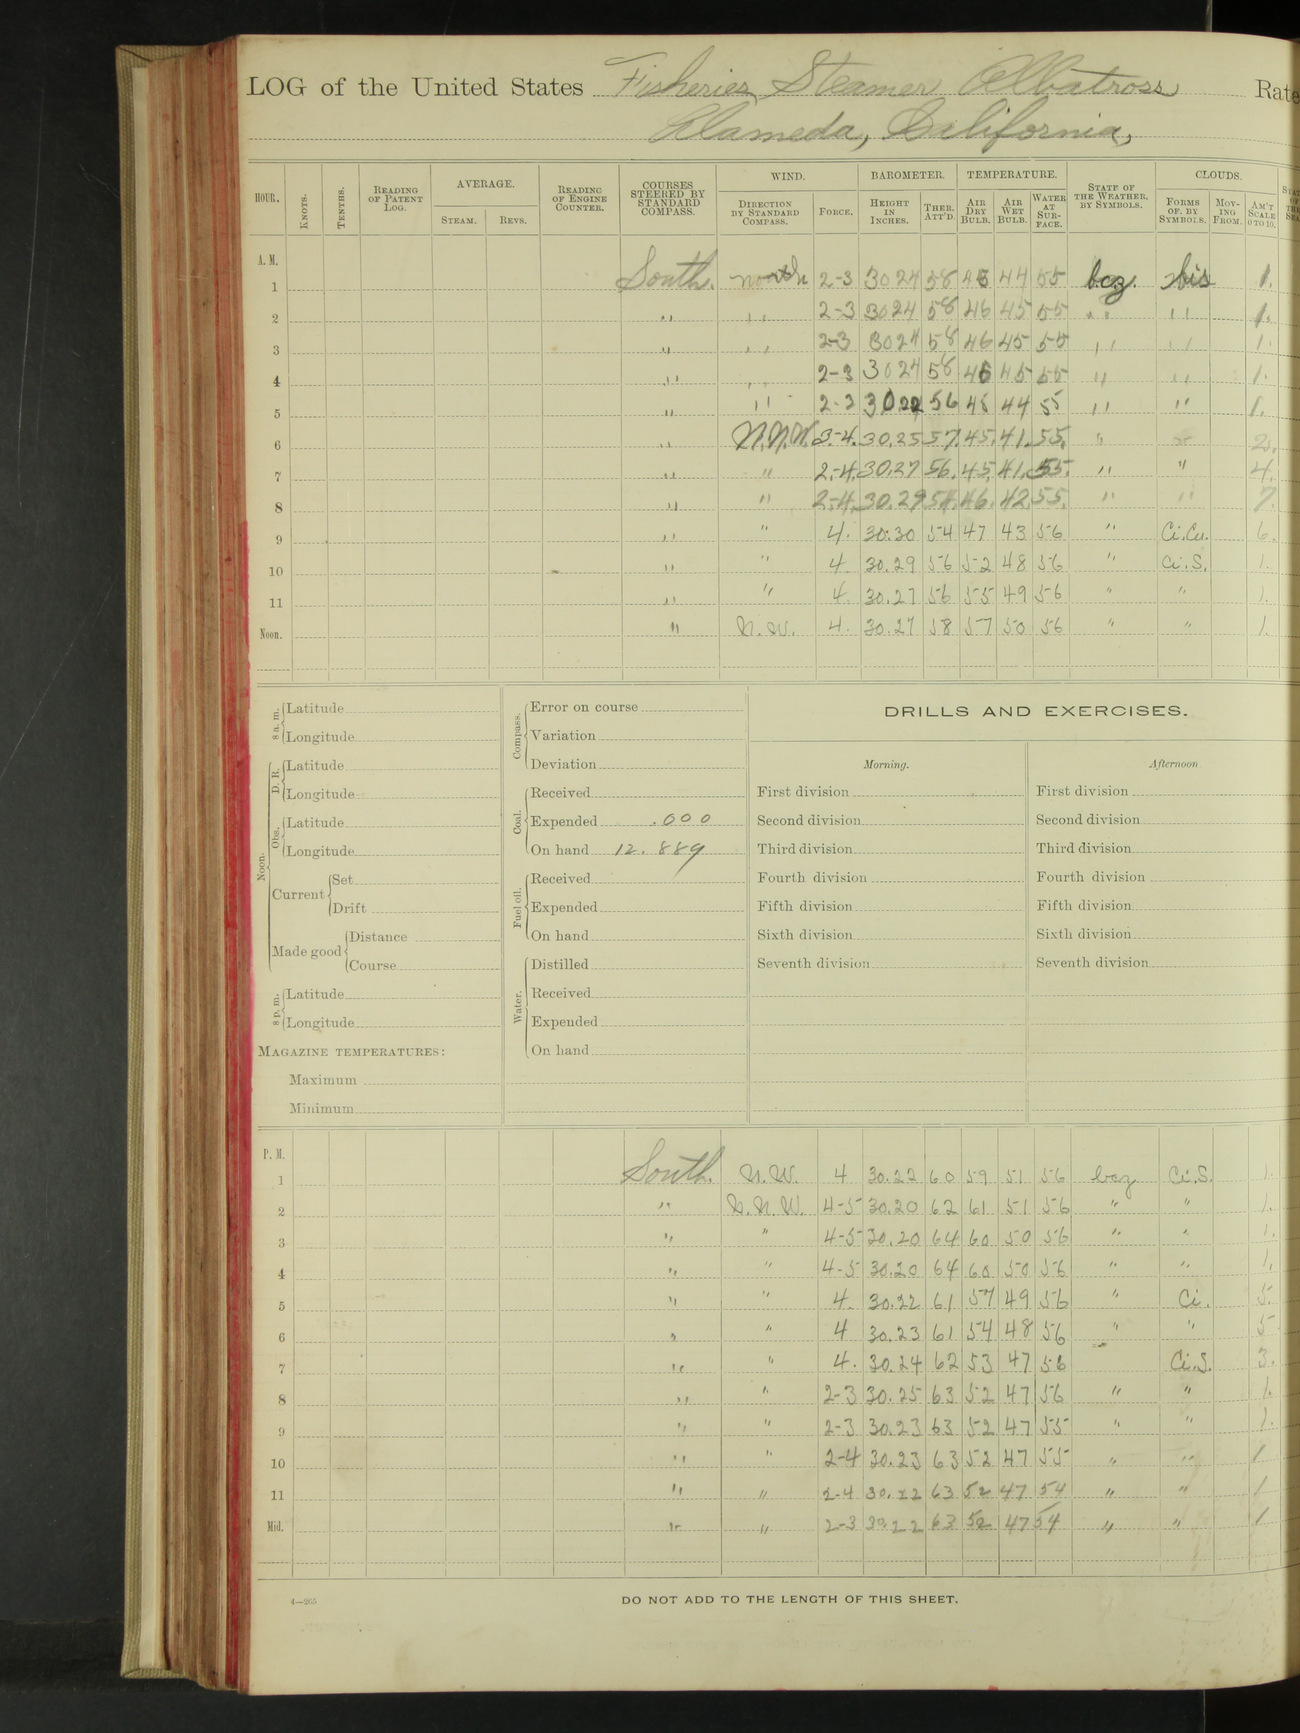 LOG of the United States Fisheries Steamer Albatross Rate
Alameda, California,
HOUR. KNOTS. TENTHS. READING OF PATENT LOG. AVERAGE. STEAM. REVS. READING OF ENGINE COUNTER. COURSES STEERED BY STANDARD COMPASS. WIND. DIRECTION BY STANDARD COMPASS. FORCE. BAROMETER. HEIGHT IN INCHES. THER. ATT'D. TEMPERATURE. AIR DRY BULB. AIR WET BULB. WATER AT SURFACE. STATE OF THE WEATHER, BY SYMBOLS. CLOUDS. FORMS OF, BY SYMBOLS. MOVING FROM. AM'T SCALE 0 TO 10.
A. M.
1 South. north 2-3 30 24 58 44 55 bcz. 1.
2 " " 2-3 30 24 58 46 45 55 " " 1.
3 " " 2-3 30 24 58 46 45 55 " " 1.
4 " " 2-3 30 24 58 45 55 " " 1.
5 " " 2-3 30 22 56 45 44 55 " " 1.
6 " N.N.W. 3-4. 30.25 57. 45. 41. 55. " " 2.
7 " " 2-4. 30.27 56. 45. 41. 55. " " 4.
8 " " 2-4. 30.29 54. 46. 42 55. " " 7.
9 " " 4. 30.30 54 47 43 56 " Ci.Cu. 6.
10 " " 4 30.29 56 52 48 56 " Ci.S. 1.
11 " " 4. 30.27 56 55 49 56 " " 1.
Noon. " N.W. 4. 30.27 58 57 50 56 " " 1.
8 a. m. Latitude
Longitude
Noon. D. R. Latitude
Longitude
Obs. Latitude
Longitude
Current Set
Drift
Made good Distance
Course
8 p. m. Latitude
Longitude
MAGAZINE TEMPERATURES:
Maximum
Minimum
Compass. Error on course
Variation
Deviation
Coal. Received
Expended .000
On hand 12.889
Fuel oil. Received
Expended
On hand
Water. Distilled
Received
Expended
On hand
DRILLS AND EXERCISES.
Morning. Afternoon
First division First division
Second division Second division
Third division Third division
Fourth division Fourth division
Fifth division Fifth division
Sixth division Sixth division
Seventh division Seventh division
P. M.
1 South. N.W. 4 30.22 60 59 51 56 bcz Ci.S. 1.
2 " N.N.W. 4-5 30.20 62 61 51 56 " " 1.
3 " " 4-5 30.20 64 60 50 56 " " 1.
4 " " 4-5 30.20 64 60 50 56 " " 1.
5 " " 4. 30.22 61 57 49 56 " Ci. 5.
6 " " 4 30.23 61 54 48 56 " " 5
7 " " 4. 30.24 62 53 47 56 Ci.S. 3.
8 " " 2-3 30.25 63 52 47 56 " " 1.
9 " " 2-3 30.23 63 52 47 55 " " 1.
10 " " 2-4 30.23 63 52 47 55 " " 1
11 " " 2-4 30.22 63 52 47 54 " " 1
Mid. " " 2-3 30.22 63 52 47 54 " " 1
4—265
DO NOT ADD TO THE LENGTH OF THIS SHEET.